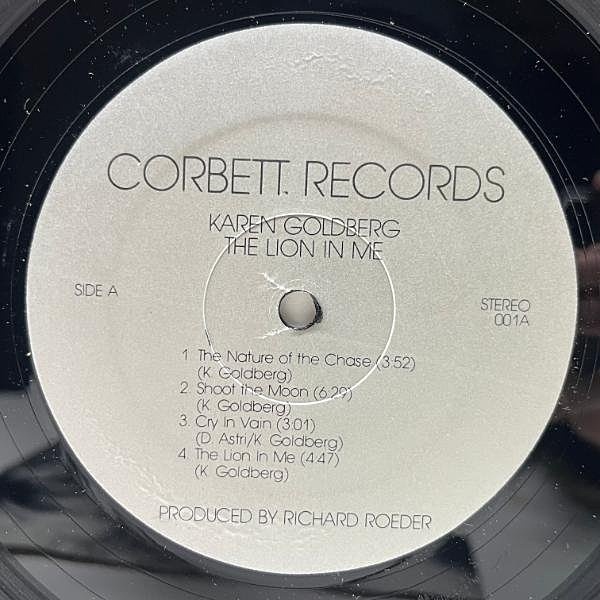 CORBETT. RECORDS
KAREN GOLDBERG
THE LION IN ME
SIDE A
STEREO
001A
1 The Nature of the Chase (3:52)
(K. Goldberg)
2. Shoot the Moon (6:29)
(K. Goldberg)
3. Cry In Vain (3:01)
(D. Astri/K. Goldberg)
4 The Lion In Me (4:47)
(K. Goldberg)
PRODUCED BY RICHARD ROEDER